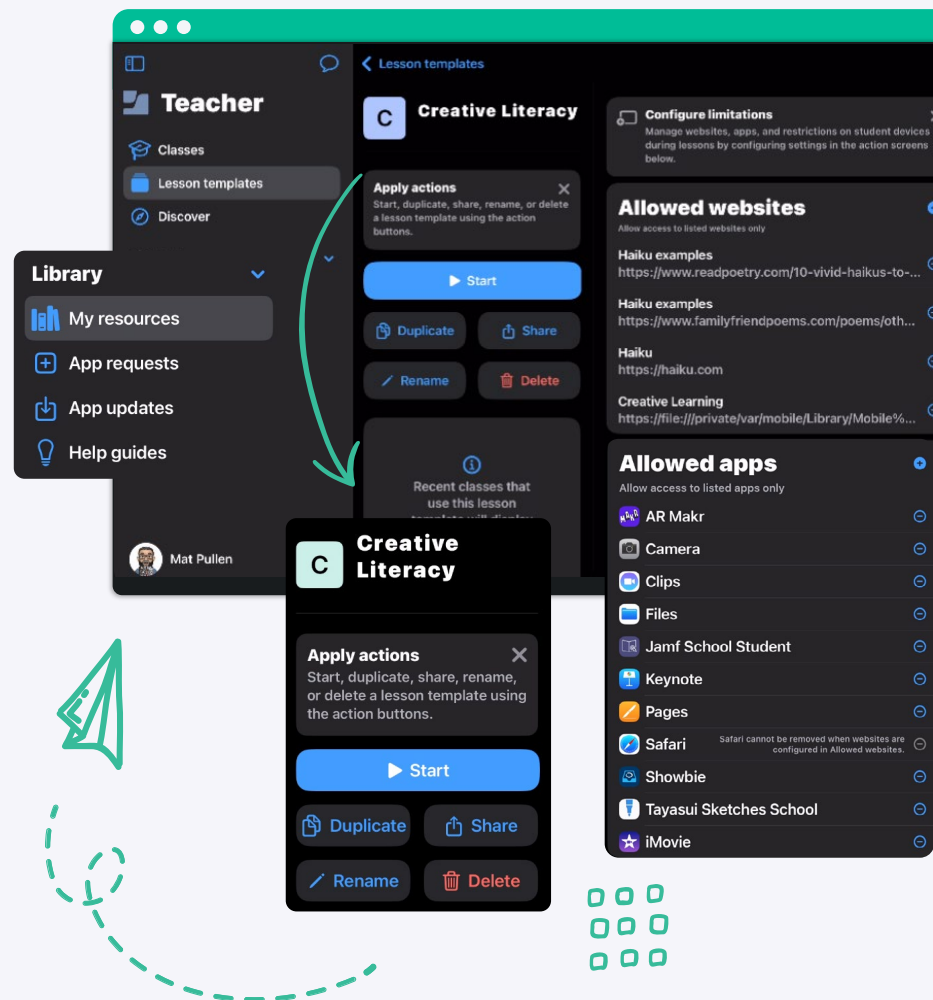 Teacher
Classes
Lesson templates
Discover
Library
My resources
App requests
App updates
Help guides
Mat Pullen
Lesson templates
C
Creative Literacy
Apply actions
Start, duplicate, share, rename, or delete
a lesson template using the action
buttons.
Start
Duplicate
Share
Rename
Delete
Recent classes that
use this lesson
template will display
C
Creative
Literacy
Apply actions
Start, duplicate, share, rename,
or delete a lesson template using
the action buttons.
Start
Duplicate
Share
Rename
Delete
Configure limitations
Manage websites, apps, and restrictions on student devices
during lessons by configuring settings in the action screens
below.
Allowed websites
Allow access to listed websites only
Haiku examples
https://www.readpoetry.com/10-vivid-haikus-to-...
Haiku examples
https://www.familyfriendpoems.com/poems/oth...
Haiku
https://haiku.com
Creative Learning
https://file:///private/var/mobile/Library/Mobile%...
Allowed apps
Allow access to listed apps only
AR Makr
Camera
Clips
Files
Jamf School Student
Keynote
Pages
Safari
Safari cannot be removed when websites are
configured in Allowed websites.
Showbie
Tayasui Sketches School
iMovie